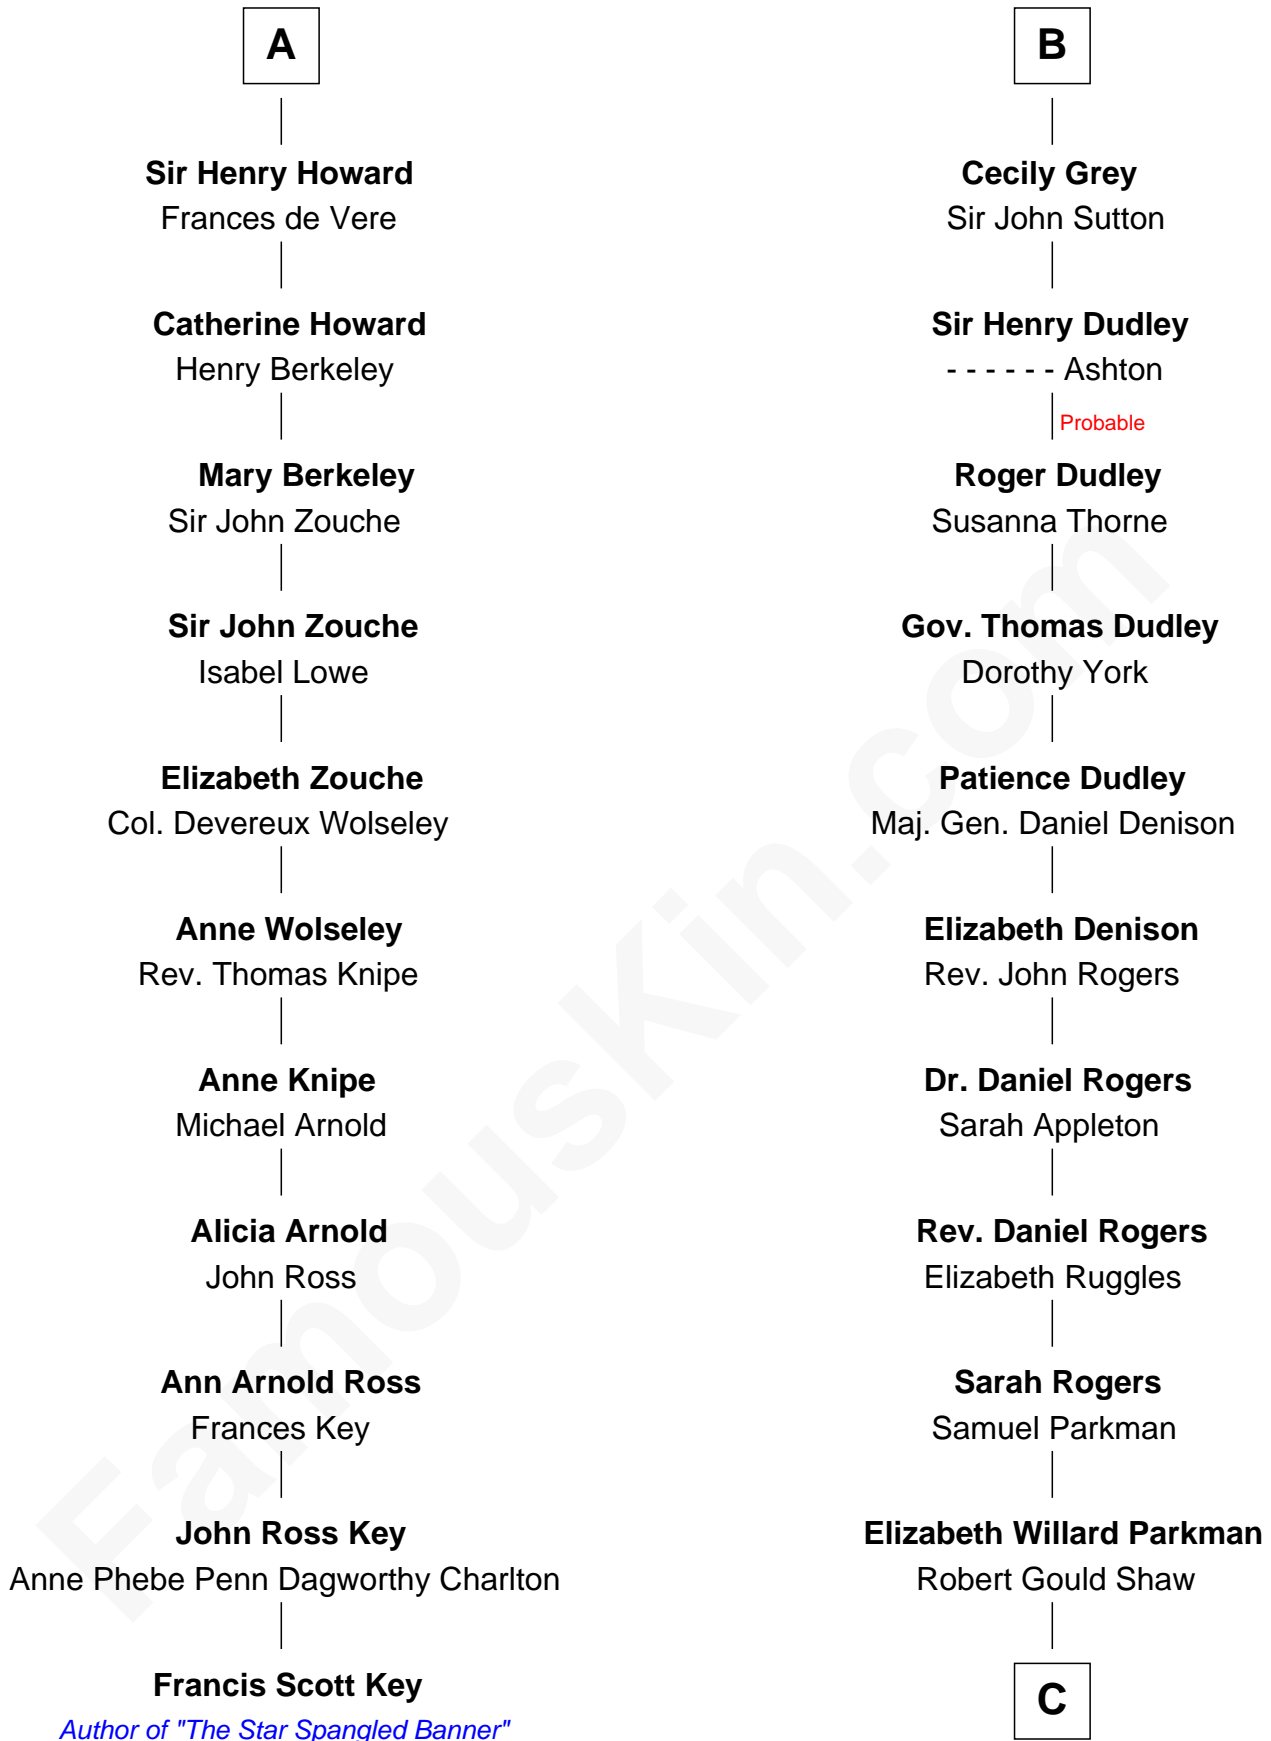 A
Sir Henry Howard
Frances de Vere
Catherine Howard
Henry Berkeley
Mary Berkeley
Sir John Zouche
Sir John Zouche
Isabel Lowe
Elizabeth Zouche
Col. Devereux Wolseley
Anne Wolseley
Rev. Thomas Knipe
Anne Knipe
Michael Arnold
Alicia Arnold
John Ross
Ann Arnold Ross
Frances Key
John Ross Key
Anne Phebe Penn Dagworthy Charlton
Francis Scott Key
Author of "The Star Spangled Banner"
B
Cecily Grey
Sir John Sutton
Sir Henry Dudley
- - - - - - Ashton
Probable
Roger Dudley
Susanna Thorne
Gov. Thomas Dudley
Dorothy York
Patience Dudley
Maj. Gen. Daniel Denison
Elizabeth Denison
Rev. John Rogers
Dr. Daniel Rogers
Sarah Appleton
Rev. Daniel Rogers
Elizabeth Ruggles
Sarah Rogers
Samuel Parkman
Elizabeth Willard Parkman
Robert Gould Shaw
C
FamousKin.com